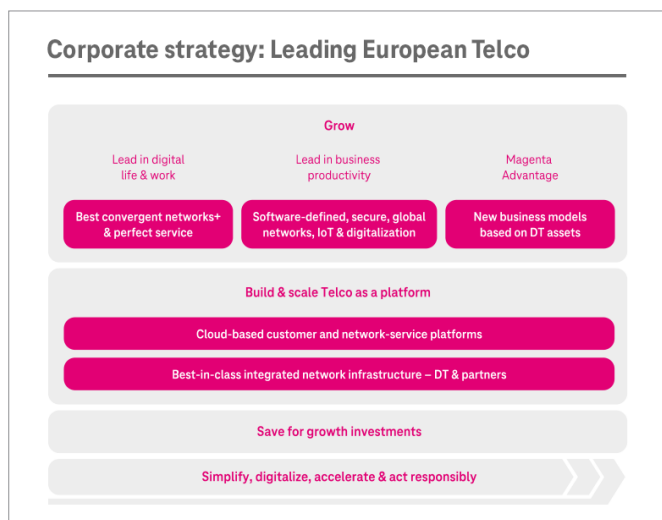 Corporate strategy: Leading European Telco
Grow
Lead in digital
life & work
Lead in business
productivity
Magenta
Advantage
Best convergent networks+
& perfect service
Software-defined, secure, global
networks, IoT & digitalization
New business models
based on DT assets
Build & scale Telco as a platform
Cloud-based customer and network-service platforms
Best-in-class integrated network infrastructure – DT & partners
Save for growth investments
Simplify, digitalize, accelerate & act responsibly